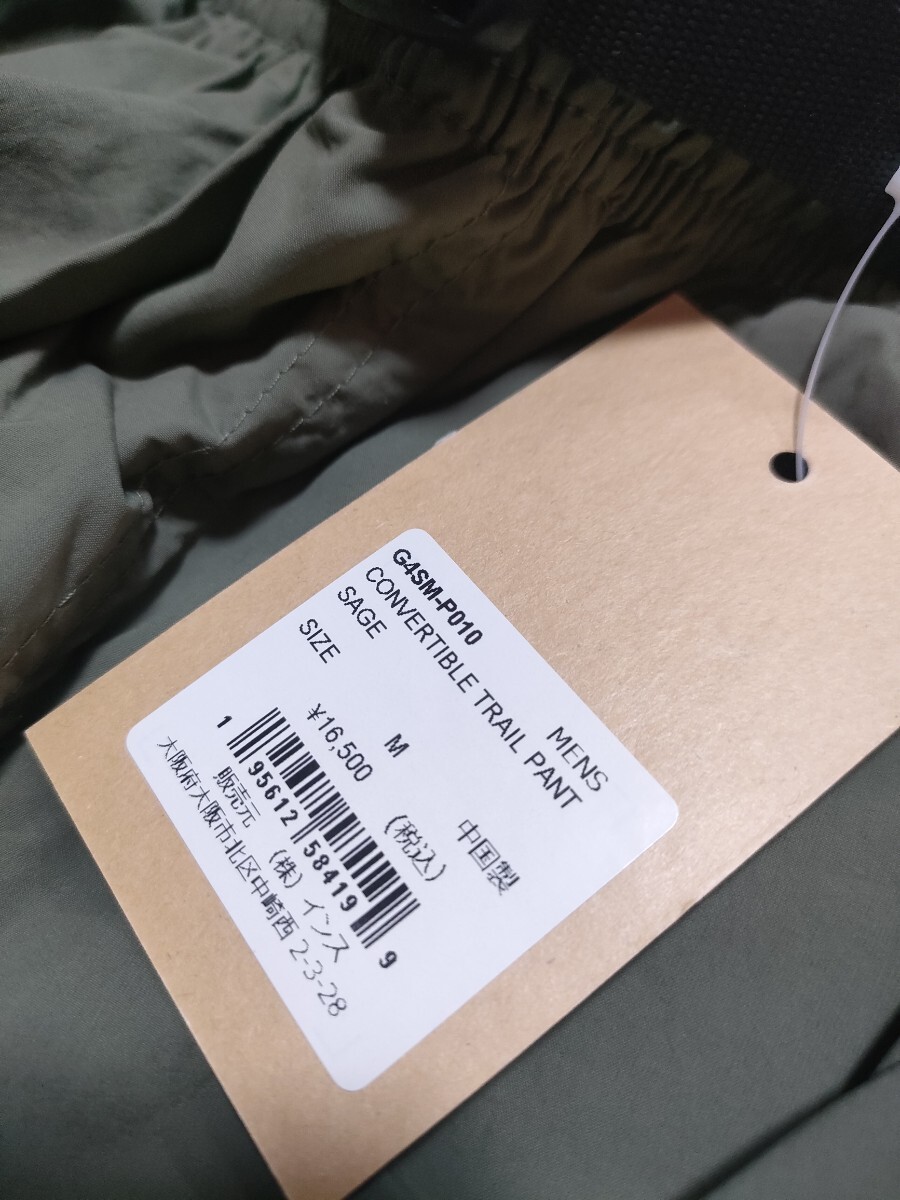 G4SM-P010
MENS
CONVERTIBLE TRAIL PANT
SAGE
SIZE M 中国製
¥16,500 (税込)
1 95612 58419 9
販売元 (株) インス
大阪府大阪市北区中崎西 2-3-28